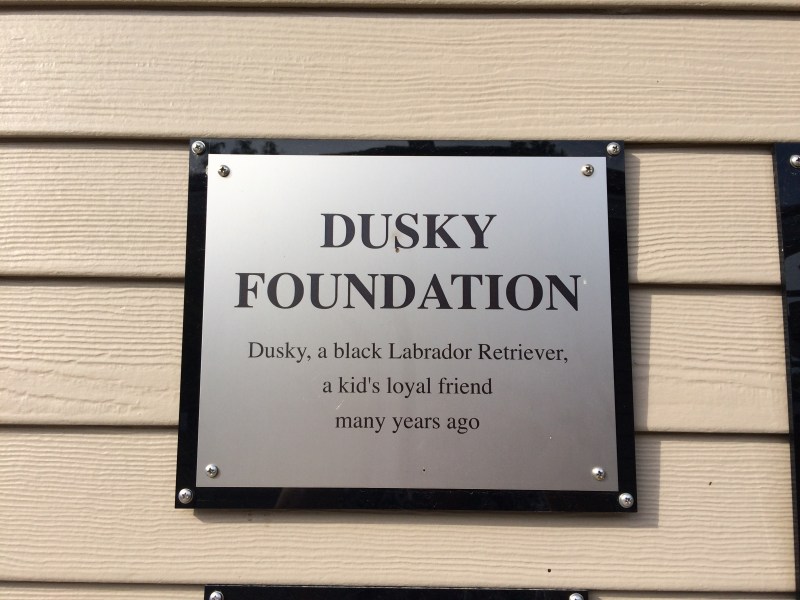 DUSKY
FOUNDATION
Dusky, a black Labrador Retriever,
a kid's loyal friend
many years ago